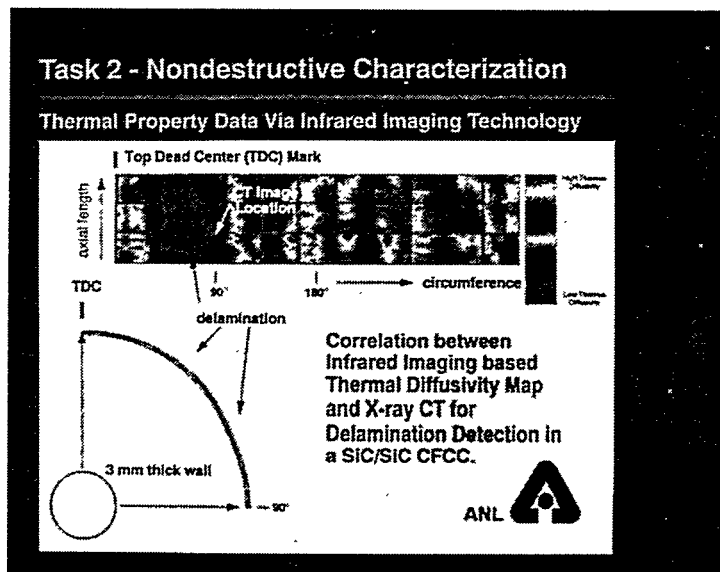 Task 2 - Nondestructive Characterization
Thermal Property Data Via Infrared Imaging Technology
Top Dead Center (TDC) Mark
axial length
CT Image
Location
High Thermal
Diffusivity
Low Thermal
Diffusivity
TDC
90°
180°
circumference
delamination
Correlation between
Infrared Imaging based
Thermal Diffusivity Map
and X-ray CT for
Delamination Detection in
a SiC/SiC CFCC.
3 mm thick wall
90°
ANL